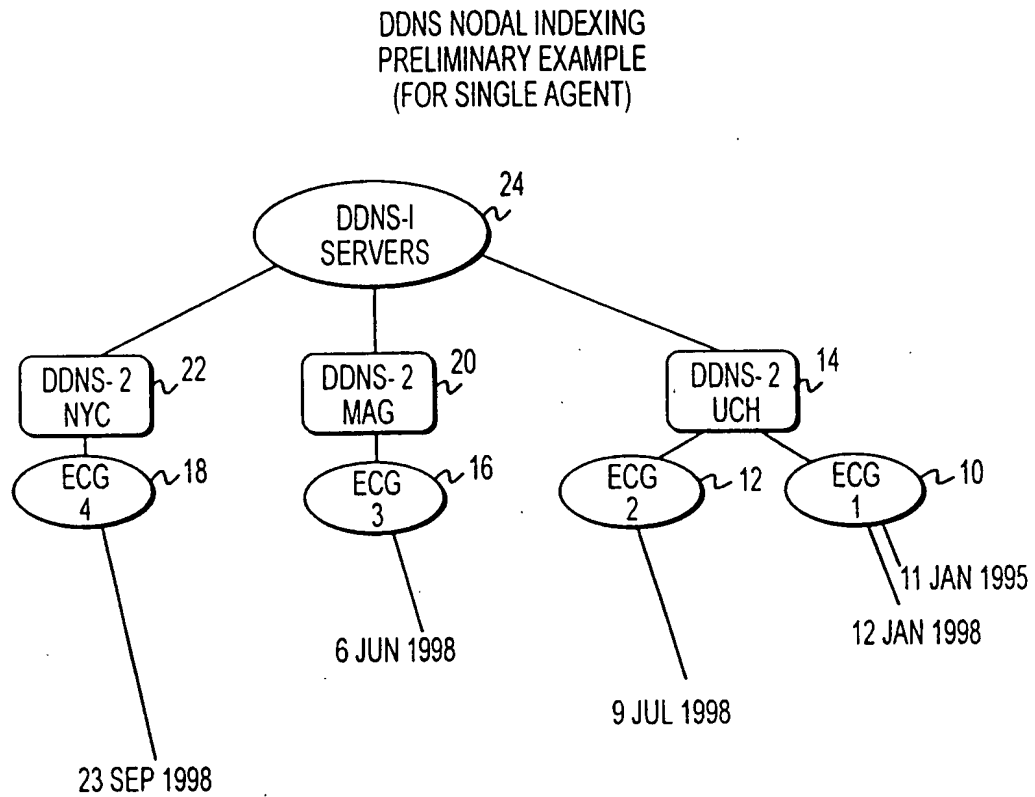 DDNS NODAL INDEXING
PRELIMINARY EXAMPLE
(FOR SINGLE AGENT)
24
DDNS-I
SERVERS
DDNS- 2
NYC
22
DDNS- 2
MAG
20
DDNS- 2
UCH
14
ECG
4
18
ECG
3
16
ECG
2
12
ECG
1
10
11 JAN 1995
12 JAN 1998
6 JUN 1998
9 JUL 1998
23 SEP 1998